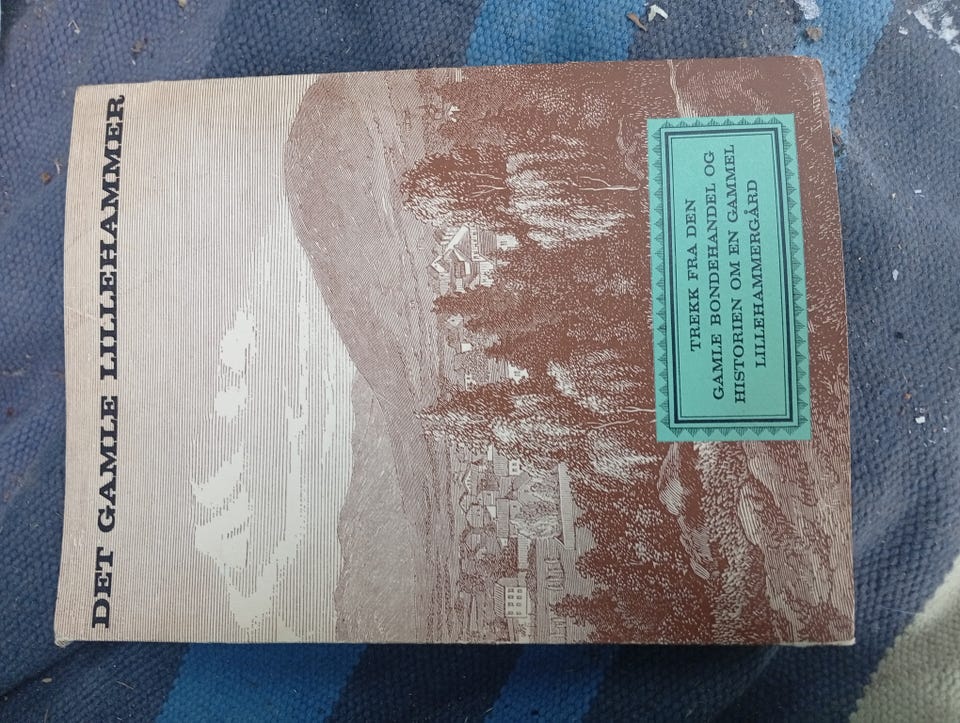 DET GAMLE LILLEHAMMER
TREKK FRA DEN
GAMLE BONDEHANDEL OG
HISTORIEN OM EN GAMMEL
LILLEHAMMERGÅRD